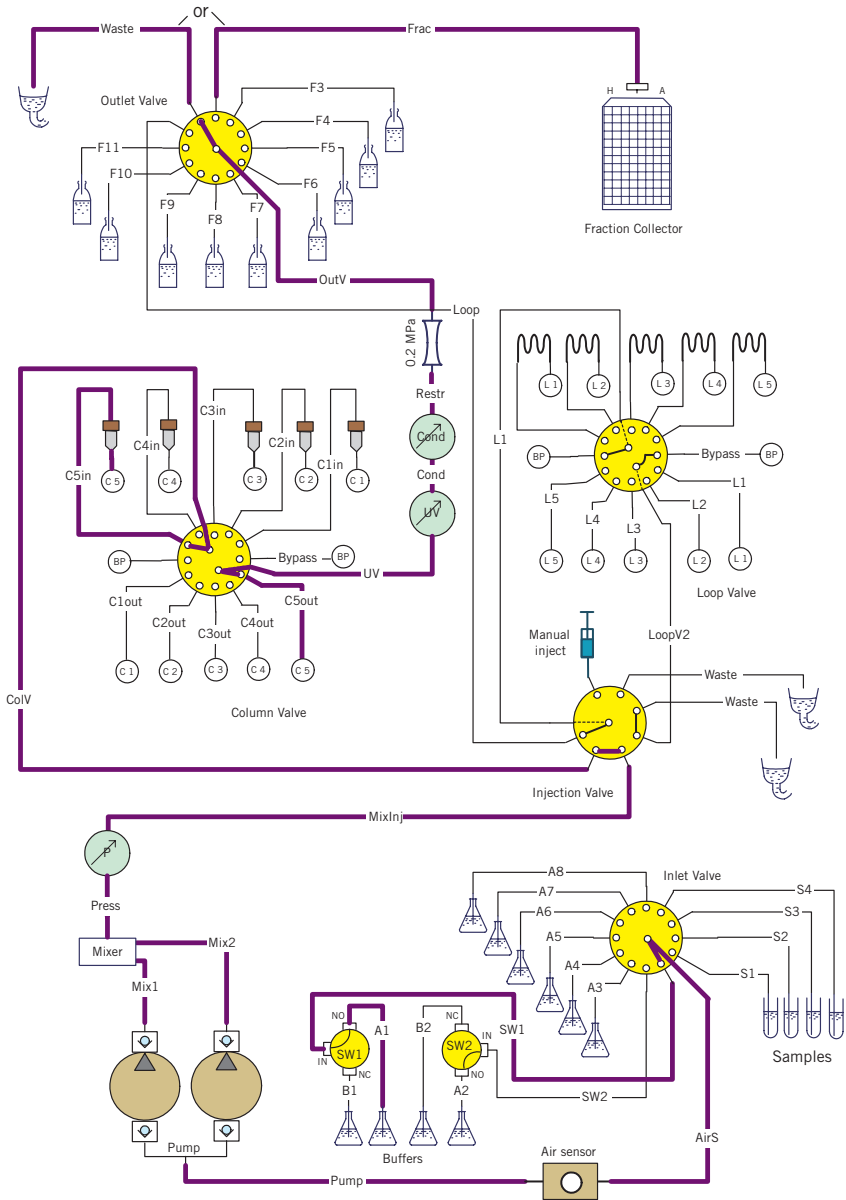 or
Waste
Frac
Outlet Valve
F3
H A
F4
F11
F5
F10
F6
F9
F8
F7
Fraction Collector
OutV
Loop
0.2 MPa
L 1
L 2
L 3
L 4
L 5
Restr
C3in
Cond
L1
C4in
C2in
C1in
C5in
Cond
BP
Bypass
BP
C 5
C 4
C 3
C 2
C 1
L5
L1
L4
L2
L3
UV
BP
Bypass
BP
UV
L 5
L 4
L 3
L 2
L 1
Loop Valve
C1out
C2out
C3out
C4out
C5out
Manual
inject
LoopV2
C 1
C 2
C 3
C 4
C 5
Waste
ColV
Column Valve
Waste
Injection Valve
MixInj
P
A8
Inlet Valve
A7
S4
Press
A6
S3
Mixer
Mix2
A5
S2
A4
S1
Mix1
A3
NO
A1
B2
NC
SW1
SW1
IN
NC
SW2
IN
NO
Samples
B1
A2
SW2
Pump
Buffers
AirS
Air sensor
Pump